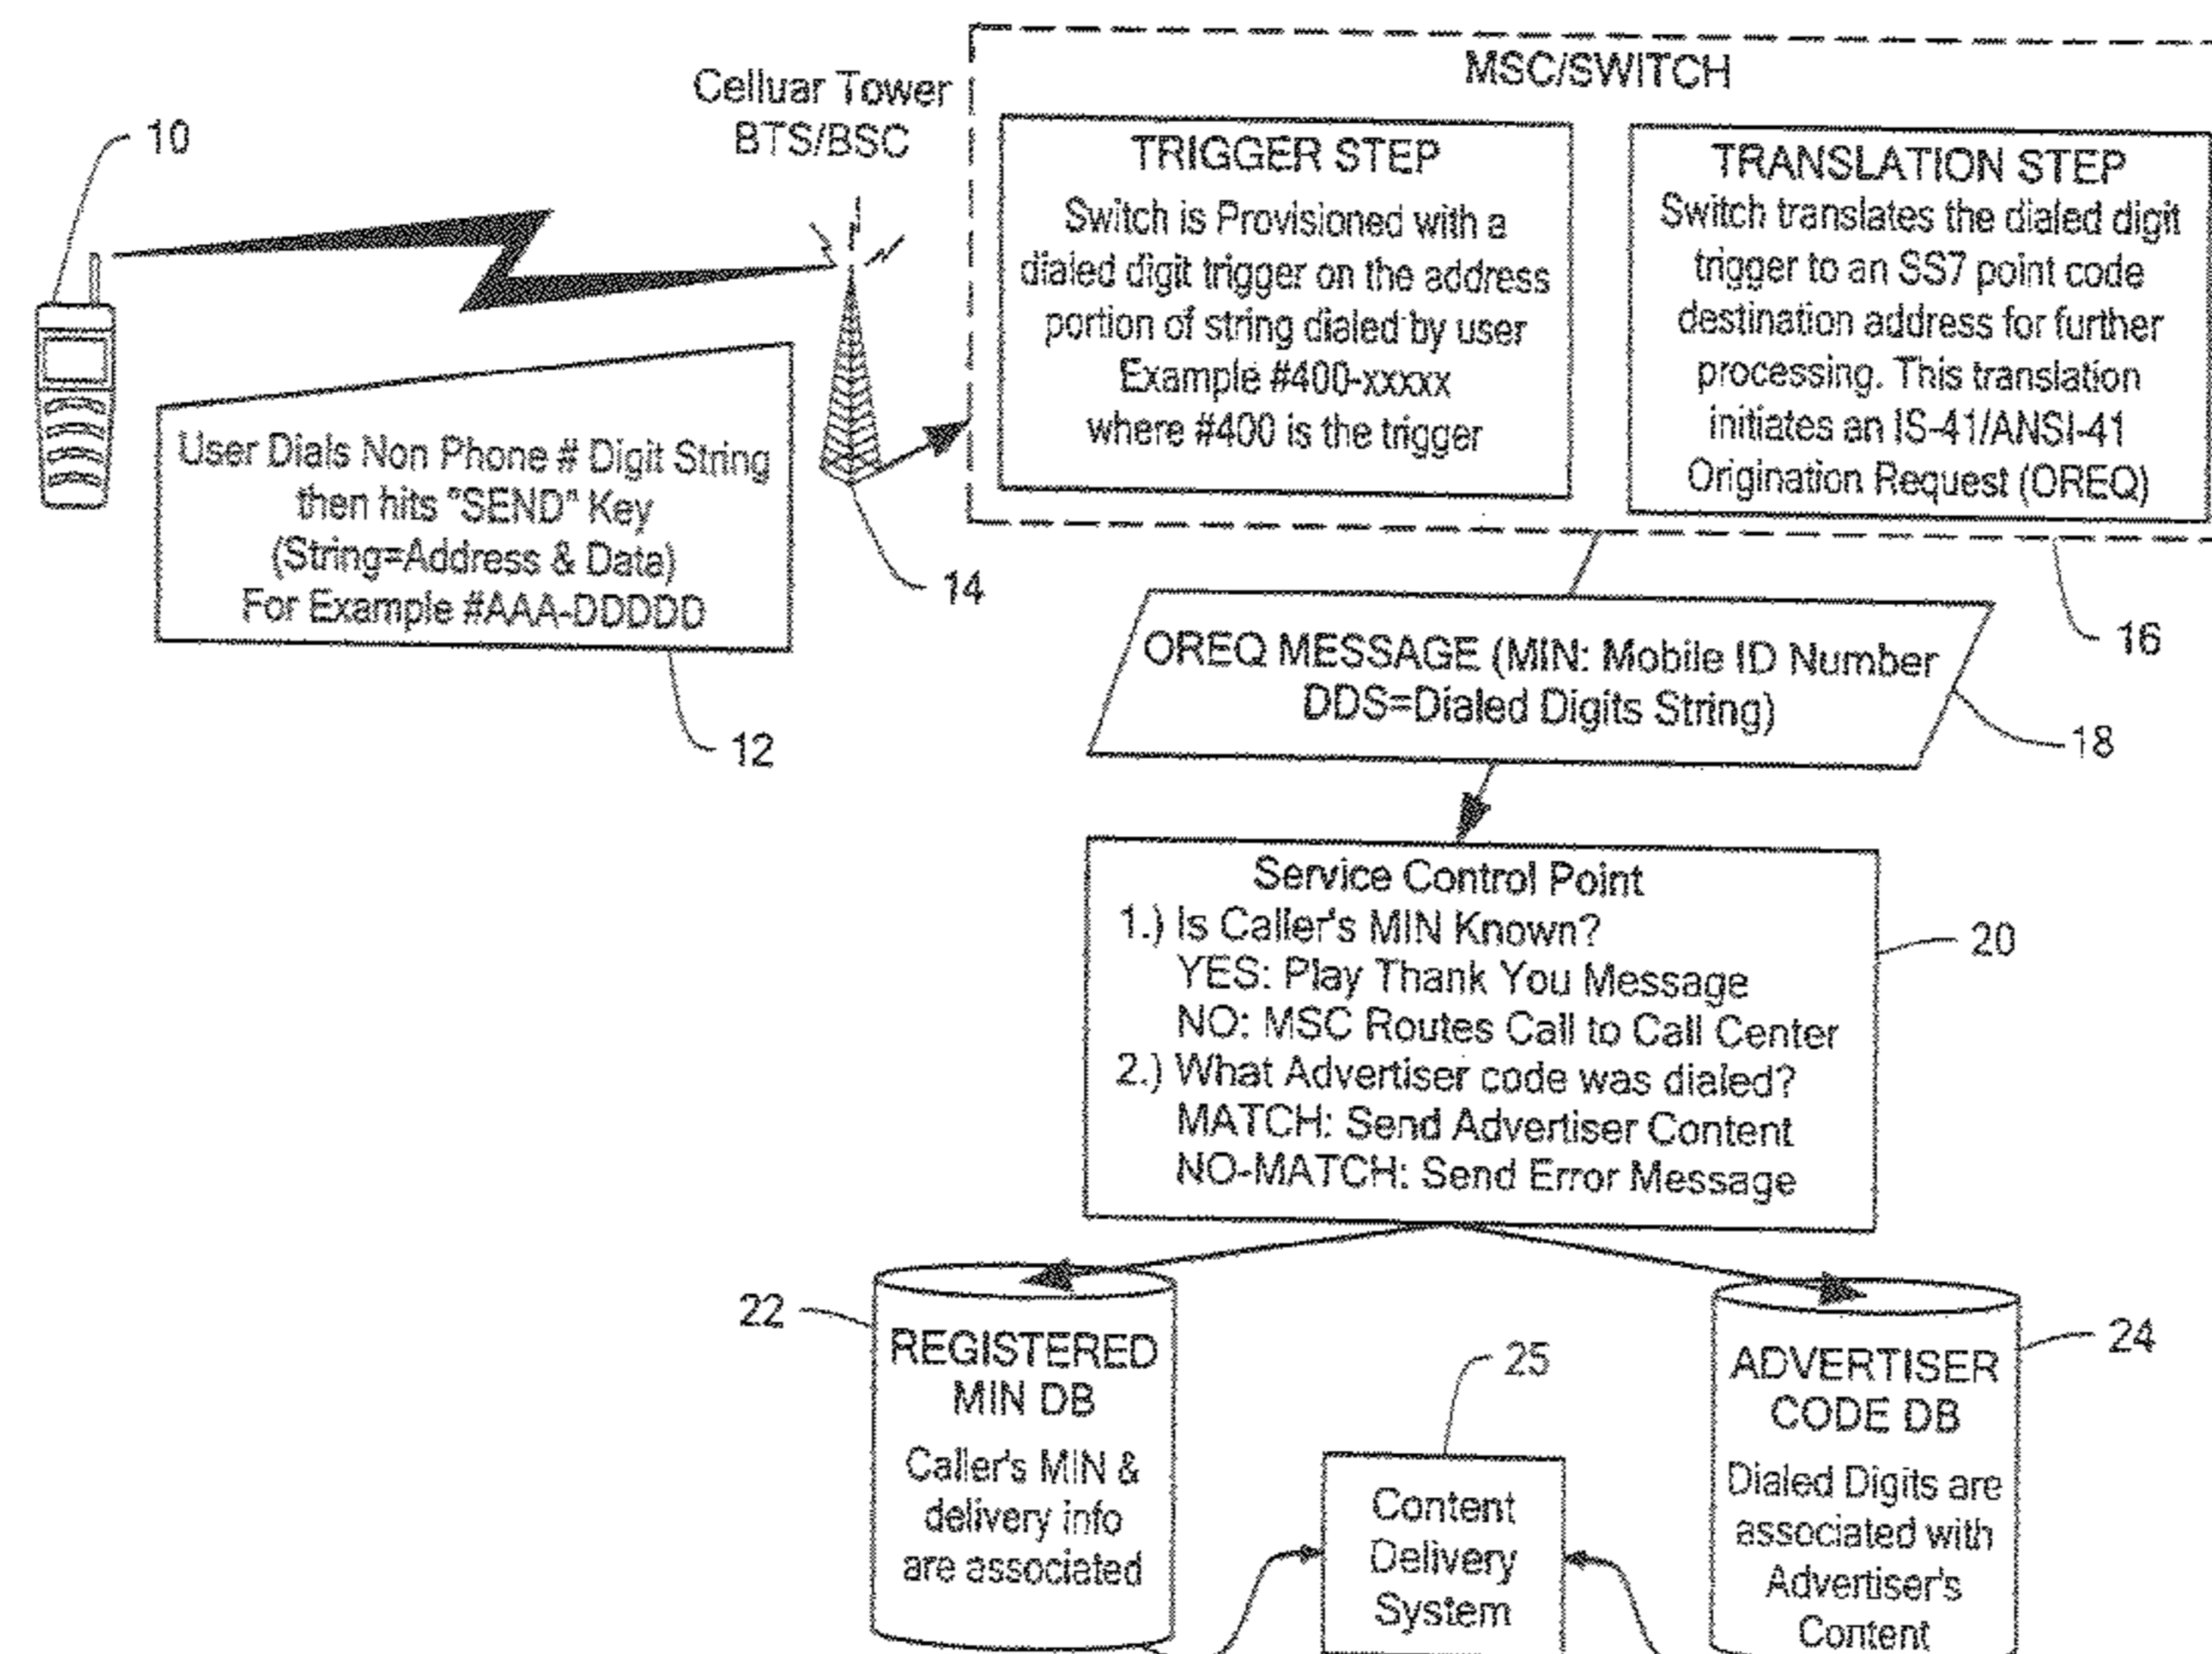 10
Celluar Tower
BTS/BSC
MSC/SWITCH
TRIGGER STEP
Switch is Provisioned with a
dialed digit trigger on the address
portion of string dialed by user
Example #400-xxxxx
where #400 is the trigger
TRANSLATION STEP
Switch translates the dialed digit
trigger to an SS7 point code
destination address for further
processing. This translation
initiates an IS-41/ANSI-41
Origination Request (OREQ)
User Dials Non Phone # Digit String
then hits "SEND" Key
(String=Address & Data)
For Example #AAA-DDDDD
12
14
16
OREQ MESSAGE (MIN: Mobile ID Number
DDS=Dialed Digits String)
18
Service Control Point
1.) Is Caller's MIN Known?
YES: Play Thank You Message
NO: MSC Routes Call to Call Center
2.) What Advertiser code was dialed?
MATCH: Send Advertiser Content
NO-MATCH: Send Error Message
20
22
REGISTERED
MIN DB
Caller's MIN &
delivery info
are associated
25
Content
Delivery
System
24
ADVERTISER
CODE DB
Dialed Digits are
associated with
Advertiser's
Content